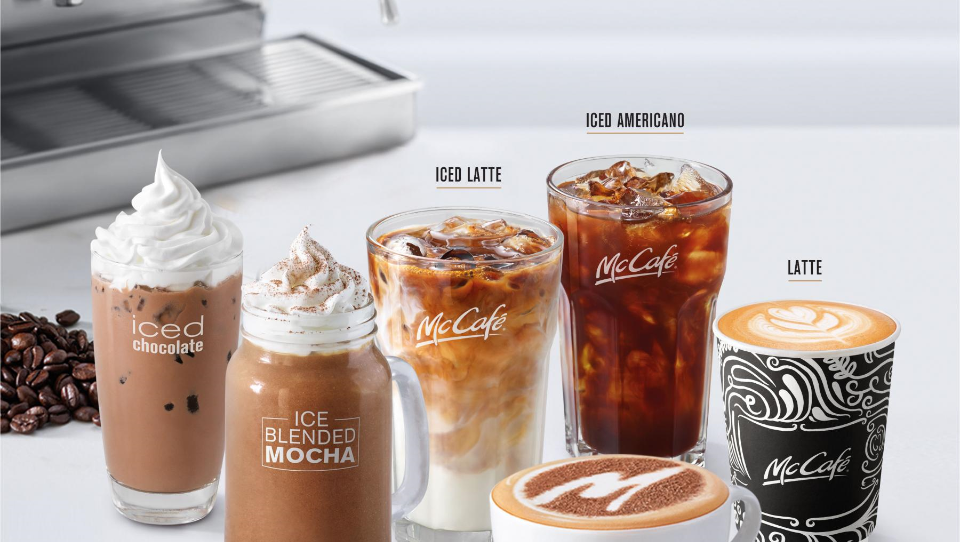 ICED AMERICANO
ICED LATTE
LATTE
McCafé
McCafé
McCafé
iced
chocolate
ICE
BLENDED
MOCHA
M